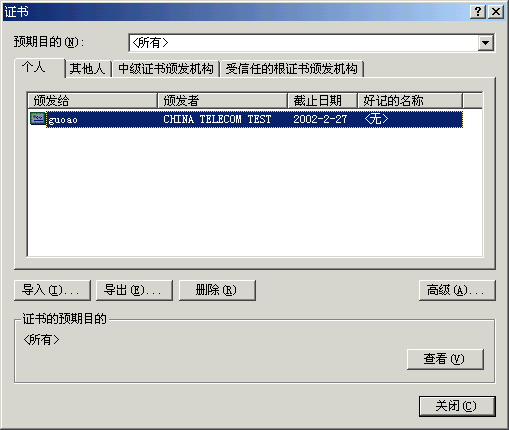 证书
预期目的(N): <所有>
个人 其他人 中级证书颁发机构 受信任的根证书颁发机构
颁发给 颁发者 截止日期 好记的名称
guoao CHINA TELECOM TEST 2002-2-27 <无>
导入(I)... 导出(E)... 删除(R) 高级(A)...
证书的预期目的
<所有>
查看(V)
关闭(C)